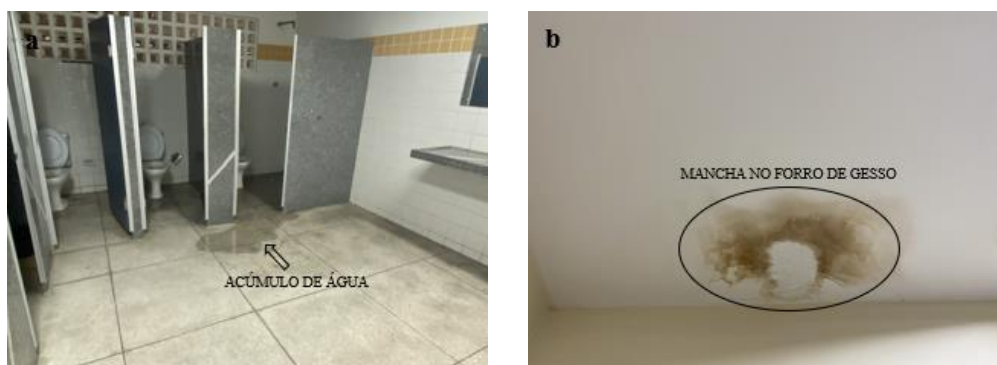 a
ACÚMULO DE ÁGUA
b
MANCHA NO FORRO DE GESSO